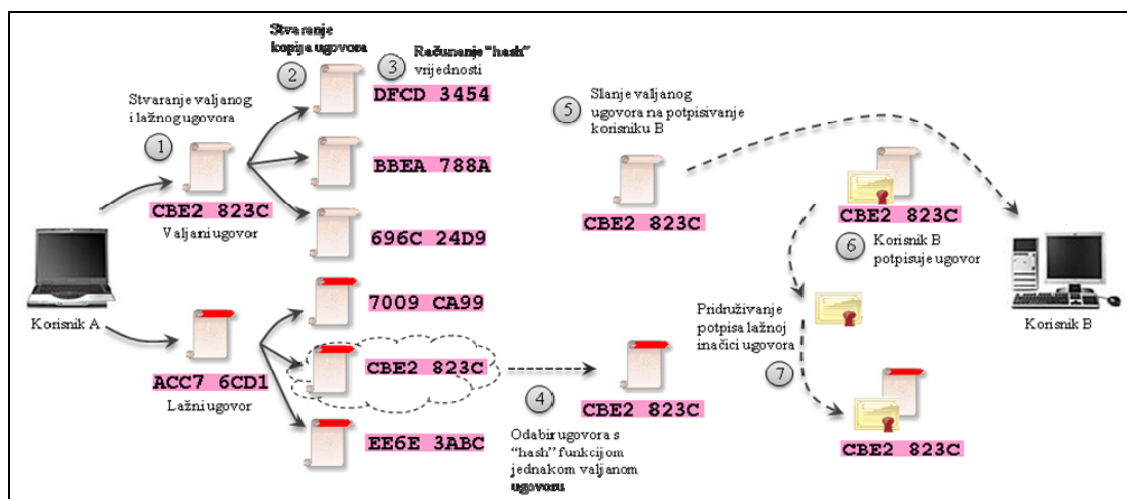 Stvaranje
kopija ugovora
2
3
Računanje "hash"
vrijednosti
DFCD 3454
Stvaranje valjanog
i lažnog ugovora
1
BBEA 788A
CBE2 823C
Valjani ugovor
696C 24D9
Korisnik A
7009 CA99
CBE2 823C
ACC7 6CD1
Lažni ugovor
EE6E 3ABC
4
CBE2 823C
Odabir ugovora s
"hash" funkcijom
jednakom valjanom
ugovoru
5
Slanje valjanog
ugovora na potpisivanje
korisniku B
CBE2 823C
CBE2 823C
6
Korisnik B
potpisuje ugovor
Korisnik B
Pridruživanje
potpisa lažnoj
inačici ugovora
7
CBE2 823C